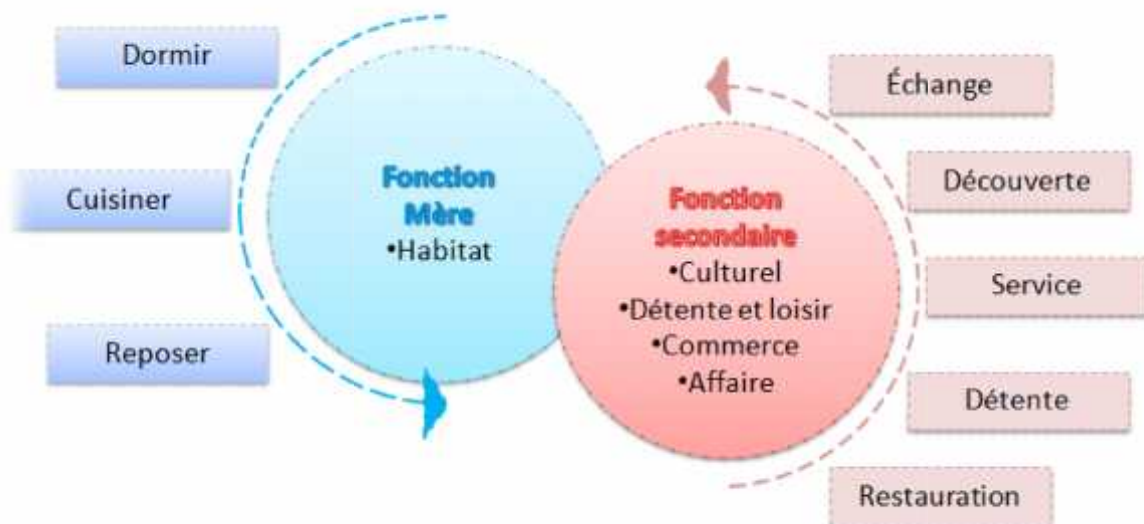 Dormir
Cuisiner
Reposer
Fonction
Mère
•Habitat
Fonction
secondaire
•Culturel
•Détente et loisir
•Commerce
•Affaire
Échange
Découverte
Service
Détente
Restauration